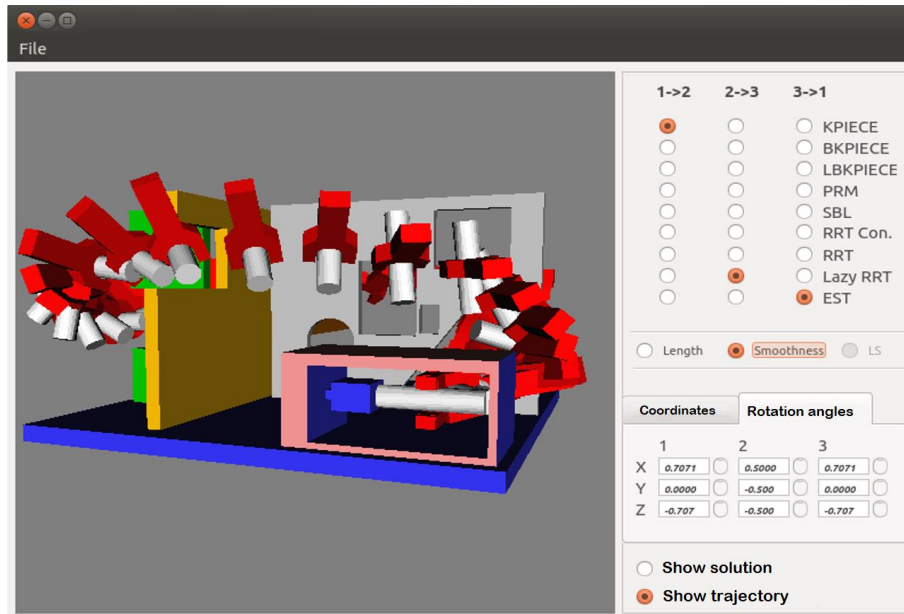 File
1->2 2->3 3->1
KPIECE
BKPIECE
LBKPIECE
PRM
SBL
RRT Con.
RRT
Lazy RRT
EST
Length Smoothness LS
Coordinates Rotation angles
1 2 3
X 0.7071 0.5000 0.7071
Y 0.0000 -0.500 0.0000
Z -0.707 -0.500 -0.707
Show solution
Show trajectory